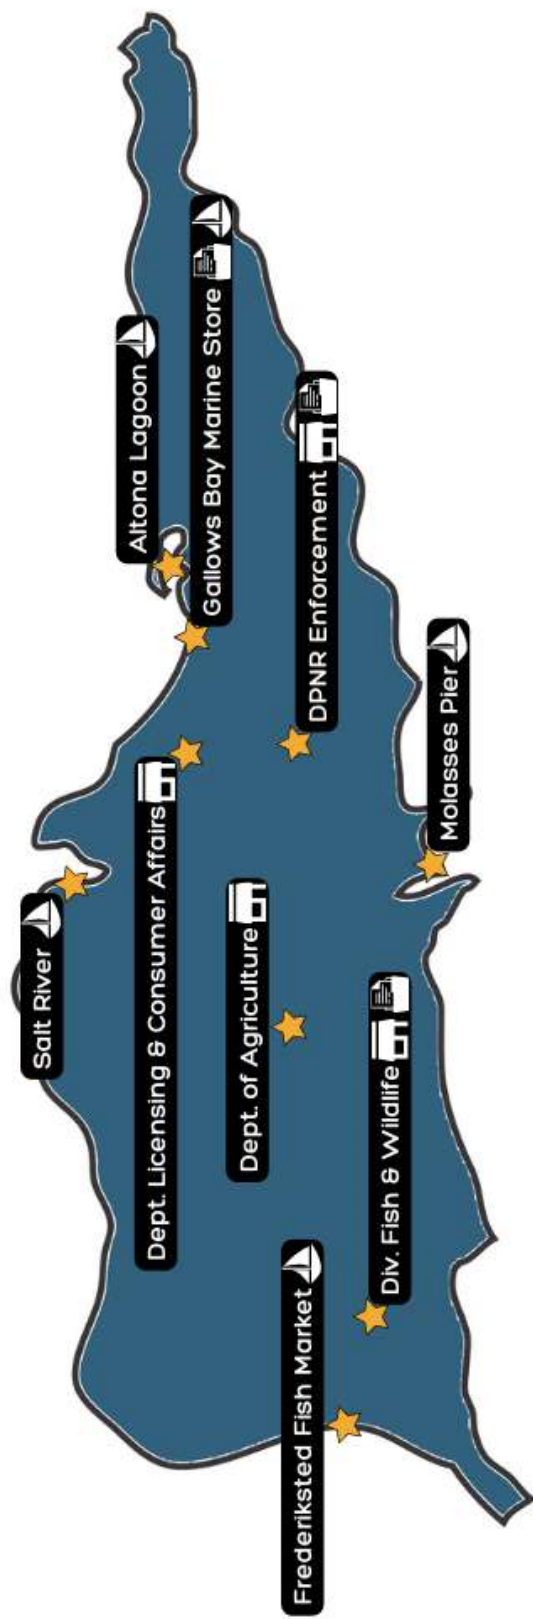 Salt River
Altona Lagoon
Dept. Licensing & Consumer Affairs
Gallows Bay Marine Store
Dept. of Agriculture
Frederiksted Fish Market
DPNR Enforcement
Div. Fish & Wildlife
Molasses Pier